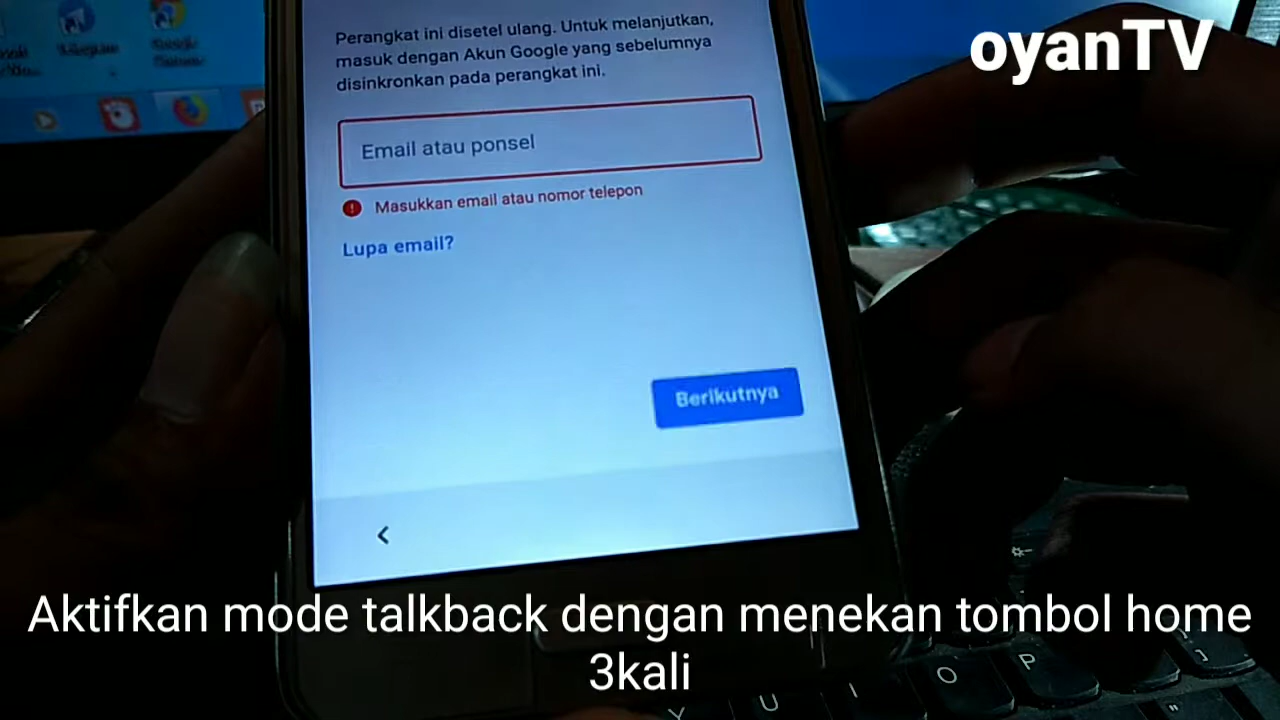 oyanTV
Perangkat ini disetel ulang. Untuk melanjutkan,
masuk dengan Akun Google yang sebelumnya
disinkronkan pada perangkat ini.
Email atau ponsel
Masukkan email atau nomor telepon
Lupa email?
Berikutnya
Aktifkan mode talkback dengan menekan tombol home
3kali
U
I
O
P